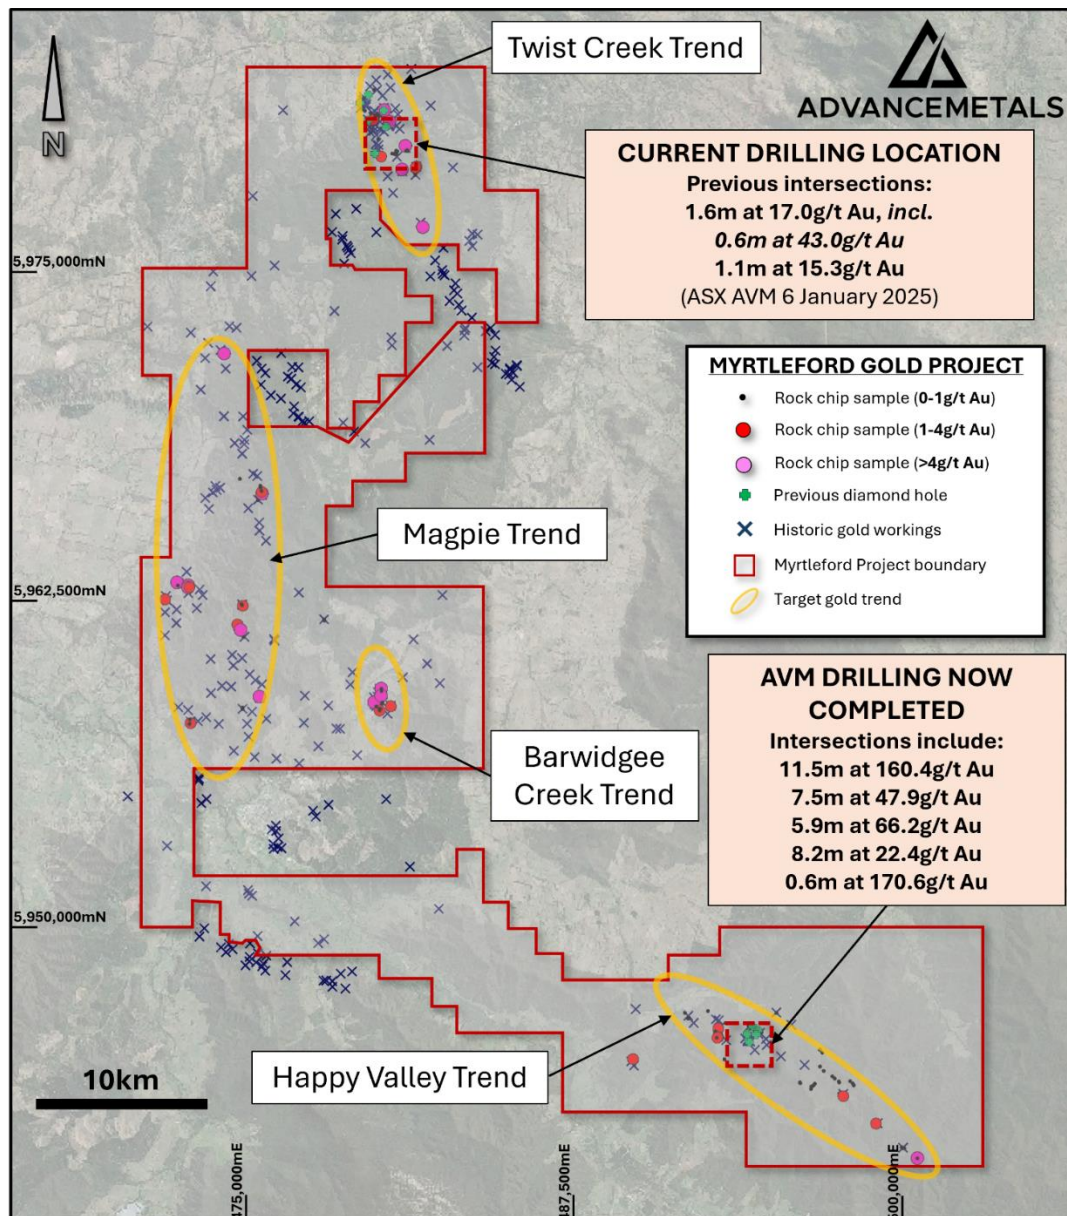 Twist Creek Trend
ADVANCEMETALS
N
CURRENT DRILLING LOCATION
Previous intersections:
1.6m at 17.0g/t Au, incl.
0.6m at 43.0g/t Au
1.1m at 15.3g/t Au
(ASX AVM 6 January 2025)
5,975,000mN
MYRTLEFORD GOLD PROJECT
Rock chip sample (0-1g/t Au)
Rock chip sample (1-4g/t Au)
Rock chip sample (>4g/t Au)
Previous diamond hole
Historic gold workings
Myrtleford Project boundary
Target gold trend
Magpie Trend
5,962,500mN
AVM DRILLING NOW
COMPLETED
Intersections include:
11.5m at 160.4g/t Au
7.5m at 47.9g/t Au
5.9m at 66.2g/t Au
8.2m at 22.4g/t Au
0.6m at 170.6g/t Au
Barwidgee
Creek Trend
5,950,000mN
Happy Valley Trend
10km
475,000mE
487,500mE
500,000mE